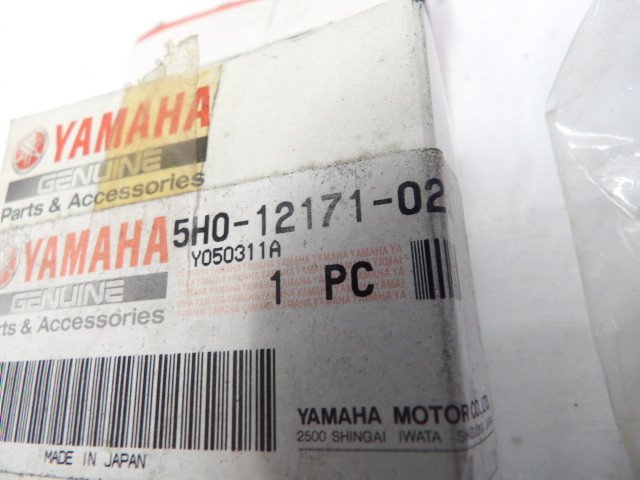 YAMAHA
GENUINE
Parts & Accessories
YAMAHA
GENUINE
ts & Accessories
5H0-12171-02
Y050311A
1 PC
MADE IN JAPAN
YAMAHA MOTOR CO., LTD.
2500 SHINGAI IWATA -